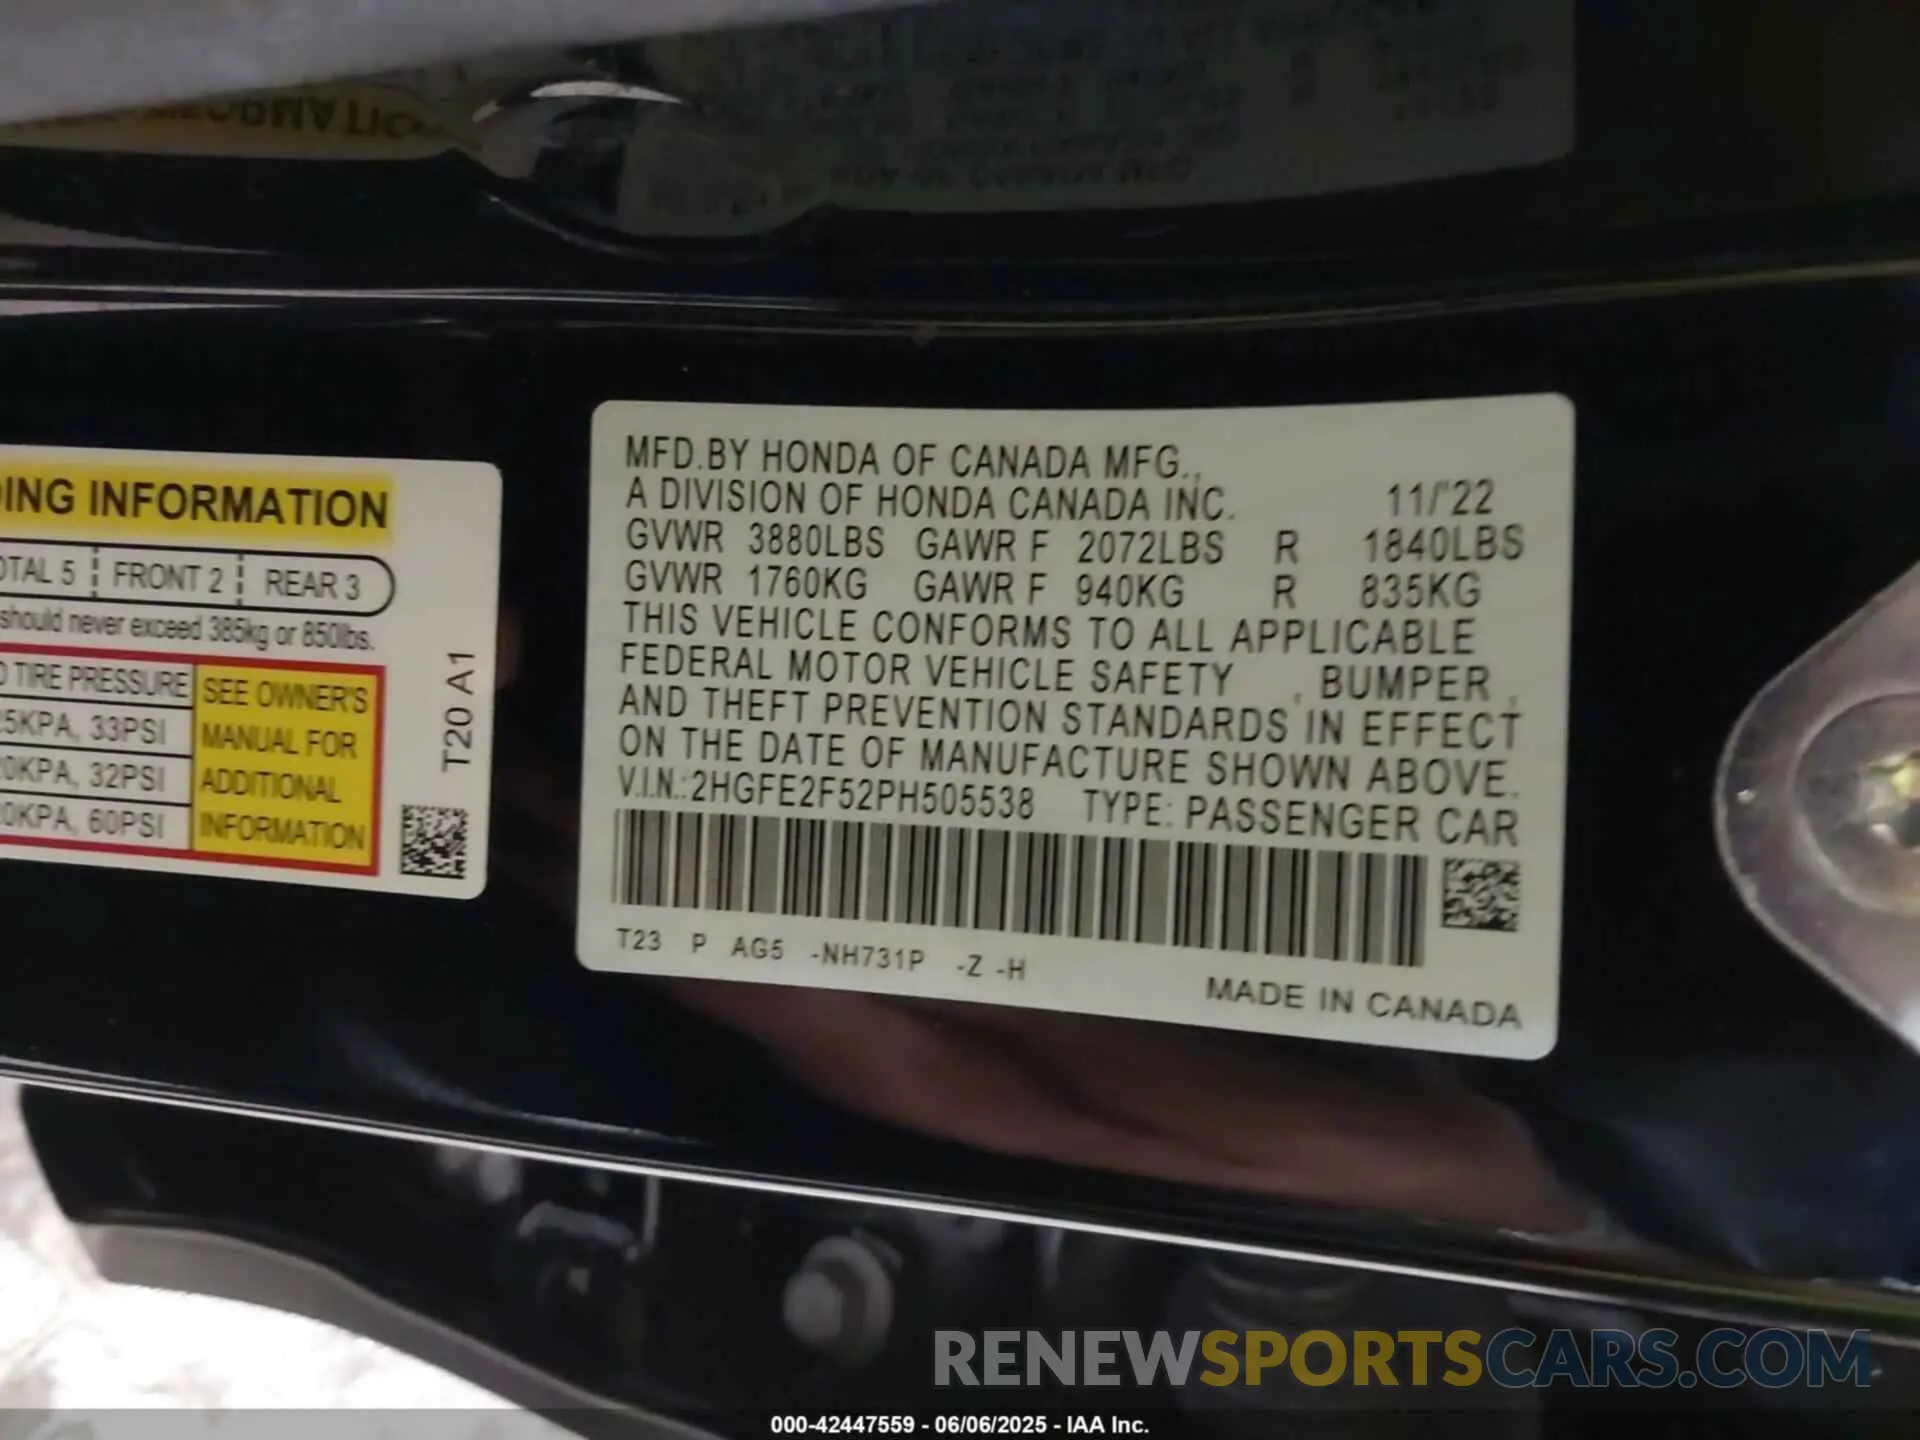 ING INFORMATION
OTAL 5 FRONT 2 REAR 3
should never exceed 385kg or 850lbs.
TIRE PRESSURE
5KPA, 33PSI
0KPA, 32PSI
0KPA, 60PSI
SEE OWNER'S
MANUAL FOR
ADDITIONAL
INFORMATION
T20 A1
MFD.BY HONDA OF CANADA MFG.,
A DIVISION OF HONDA CANADA INC. 11/'22
GVWR 3880LBS GAWR F 2072LBS R 1840LBS
GVWR 1760KG GAWR F 940KG R 835KG
THIS VEHICLE CONFORMS TO ALL APPLICABLE
FEDERAL MOTOR VEHICLE SAFETY , BUMPER ,
AND THEFT PREVENTION STANDARDS IN EFFECT
ON THE DATE OF MANUFACTURE SHOWN ABOVE.
V.I.N.:2HGFE2F52PH505538 TYPE: PASSENGER CAR
T23 P AG5 -NH731P -Z -H
MADE IN CANADA
RENEWSPORTSCARS.COM
000-42447559 - 06/06/2025 - IAA Inc.